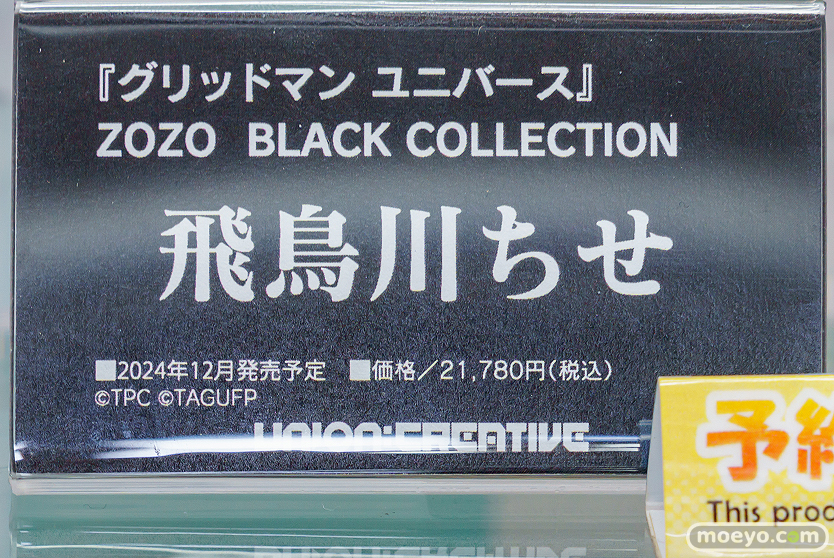 『グリッドマン ユニバース』
ZOZO BLACK COLLECTION
飛鳥川ちせ
■2024年12月発売予定 ■価格／21,780円(税込)
©TPC ©TAGUFP
UNION CREATIVE
予約
This prod
moeyo.com